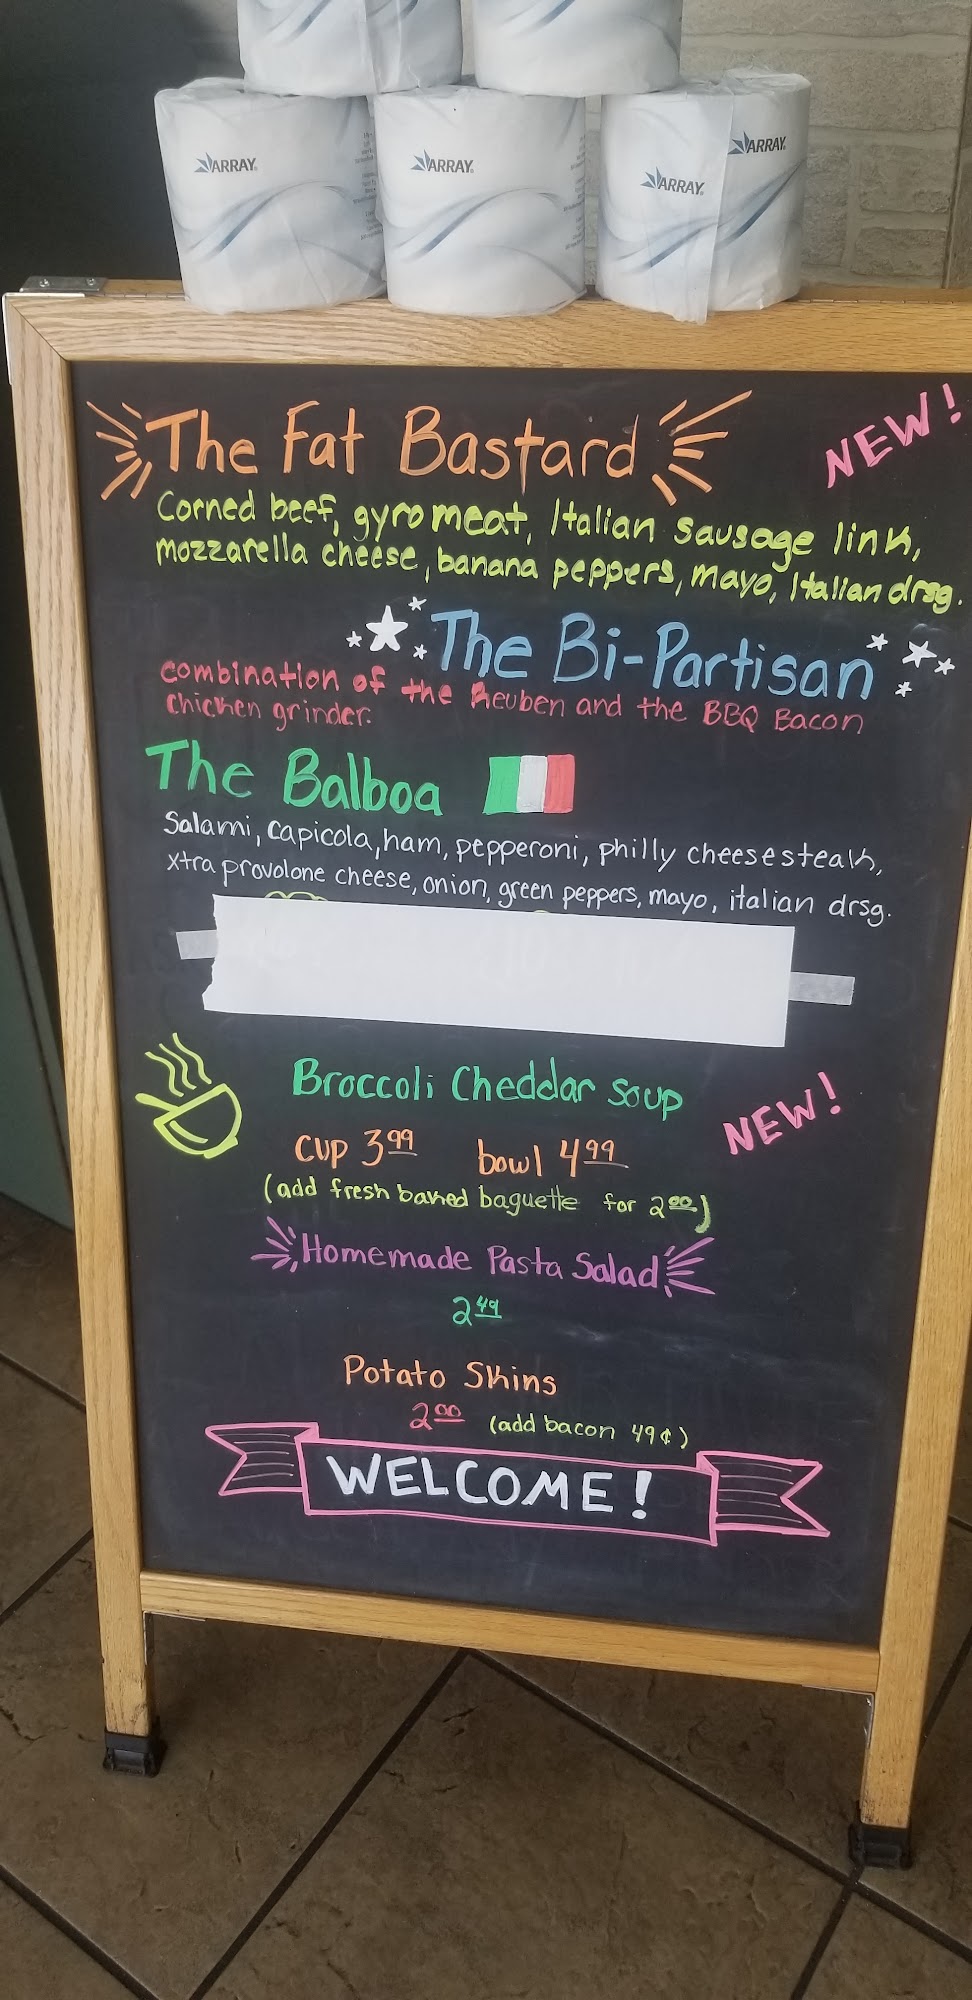 ARRAY
ARRAY
ARRAY
ARRAY
The Fat Bastard
NEW!
Corned beef, gyro meat, Italian sausage link,
mozzarella cheese, banana peppers, mayo, Italian drsg.
The Bi-Partisan
combination of the Reuben and the BBQ Bacon
chicken grinder.
The Balboa
Salami, capicola, ham, pepperoni, philly cheesesteak,
xtra provolone cheese, onion, green peppers, mayo, italian drsg.
Broccoli Cheddar soup
NEW!
cup 3.99 bowl 4.99
(add fresh baked baguette for 2.00)
Homemade Pasta Salad
2.49
Potato Skins
2.00 (add bacon 49¢)
WELCOME!